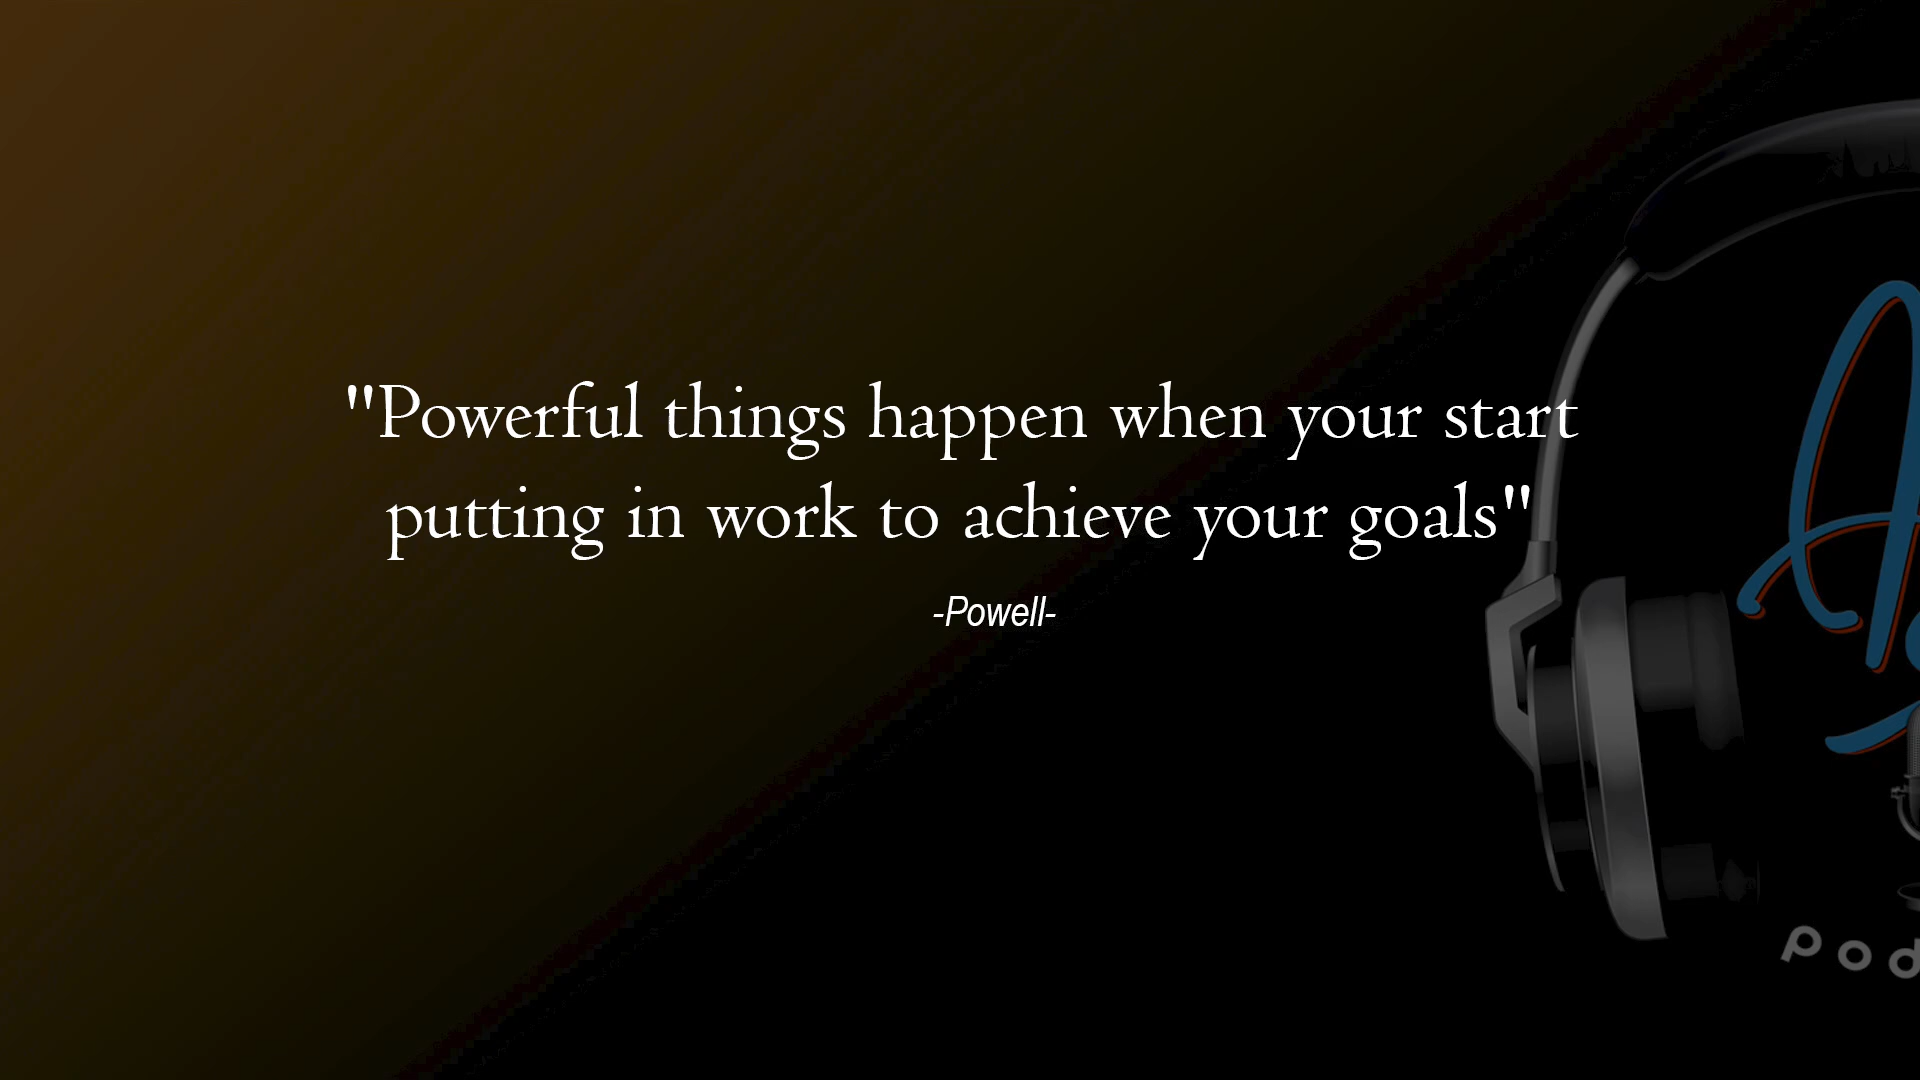 "Powerful things happen when your start
putting in work to achieve your goals"
-Powell-